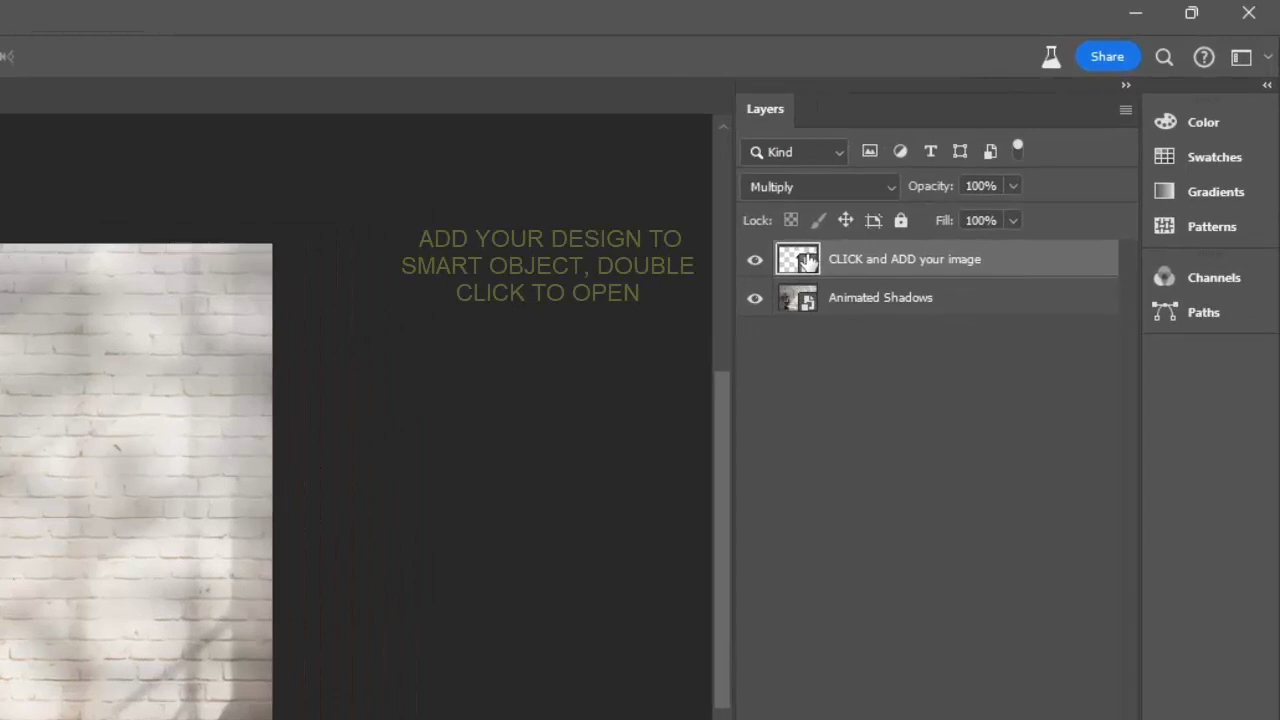 Share
Layers
Color
Kind
Swatches
Multiply
Opacity: 100%
Gradients
Lock:
Fill: 100%
Patterns
ADD YOUR DESIGN TO
SMART OBJECT, DOUBLE
CLICK TO OPEN
CLICK and ADD your image
Channels
Animated Shadows
Paths